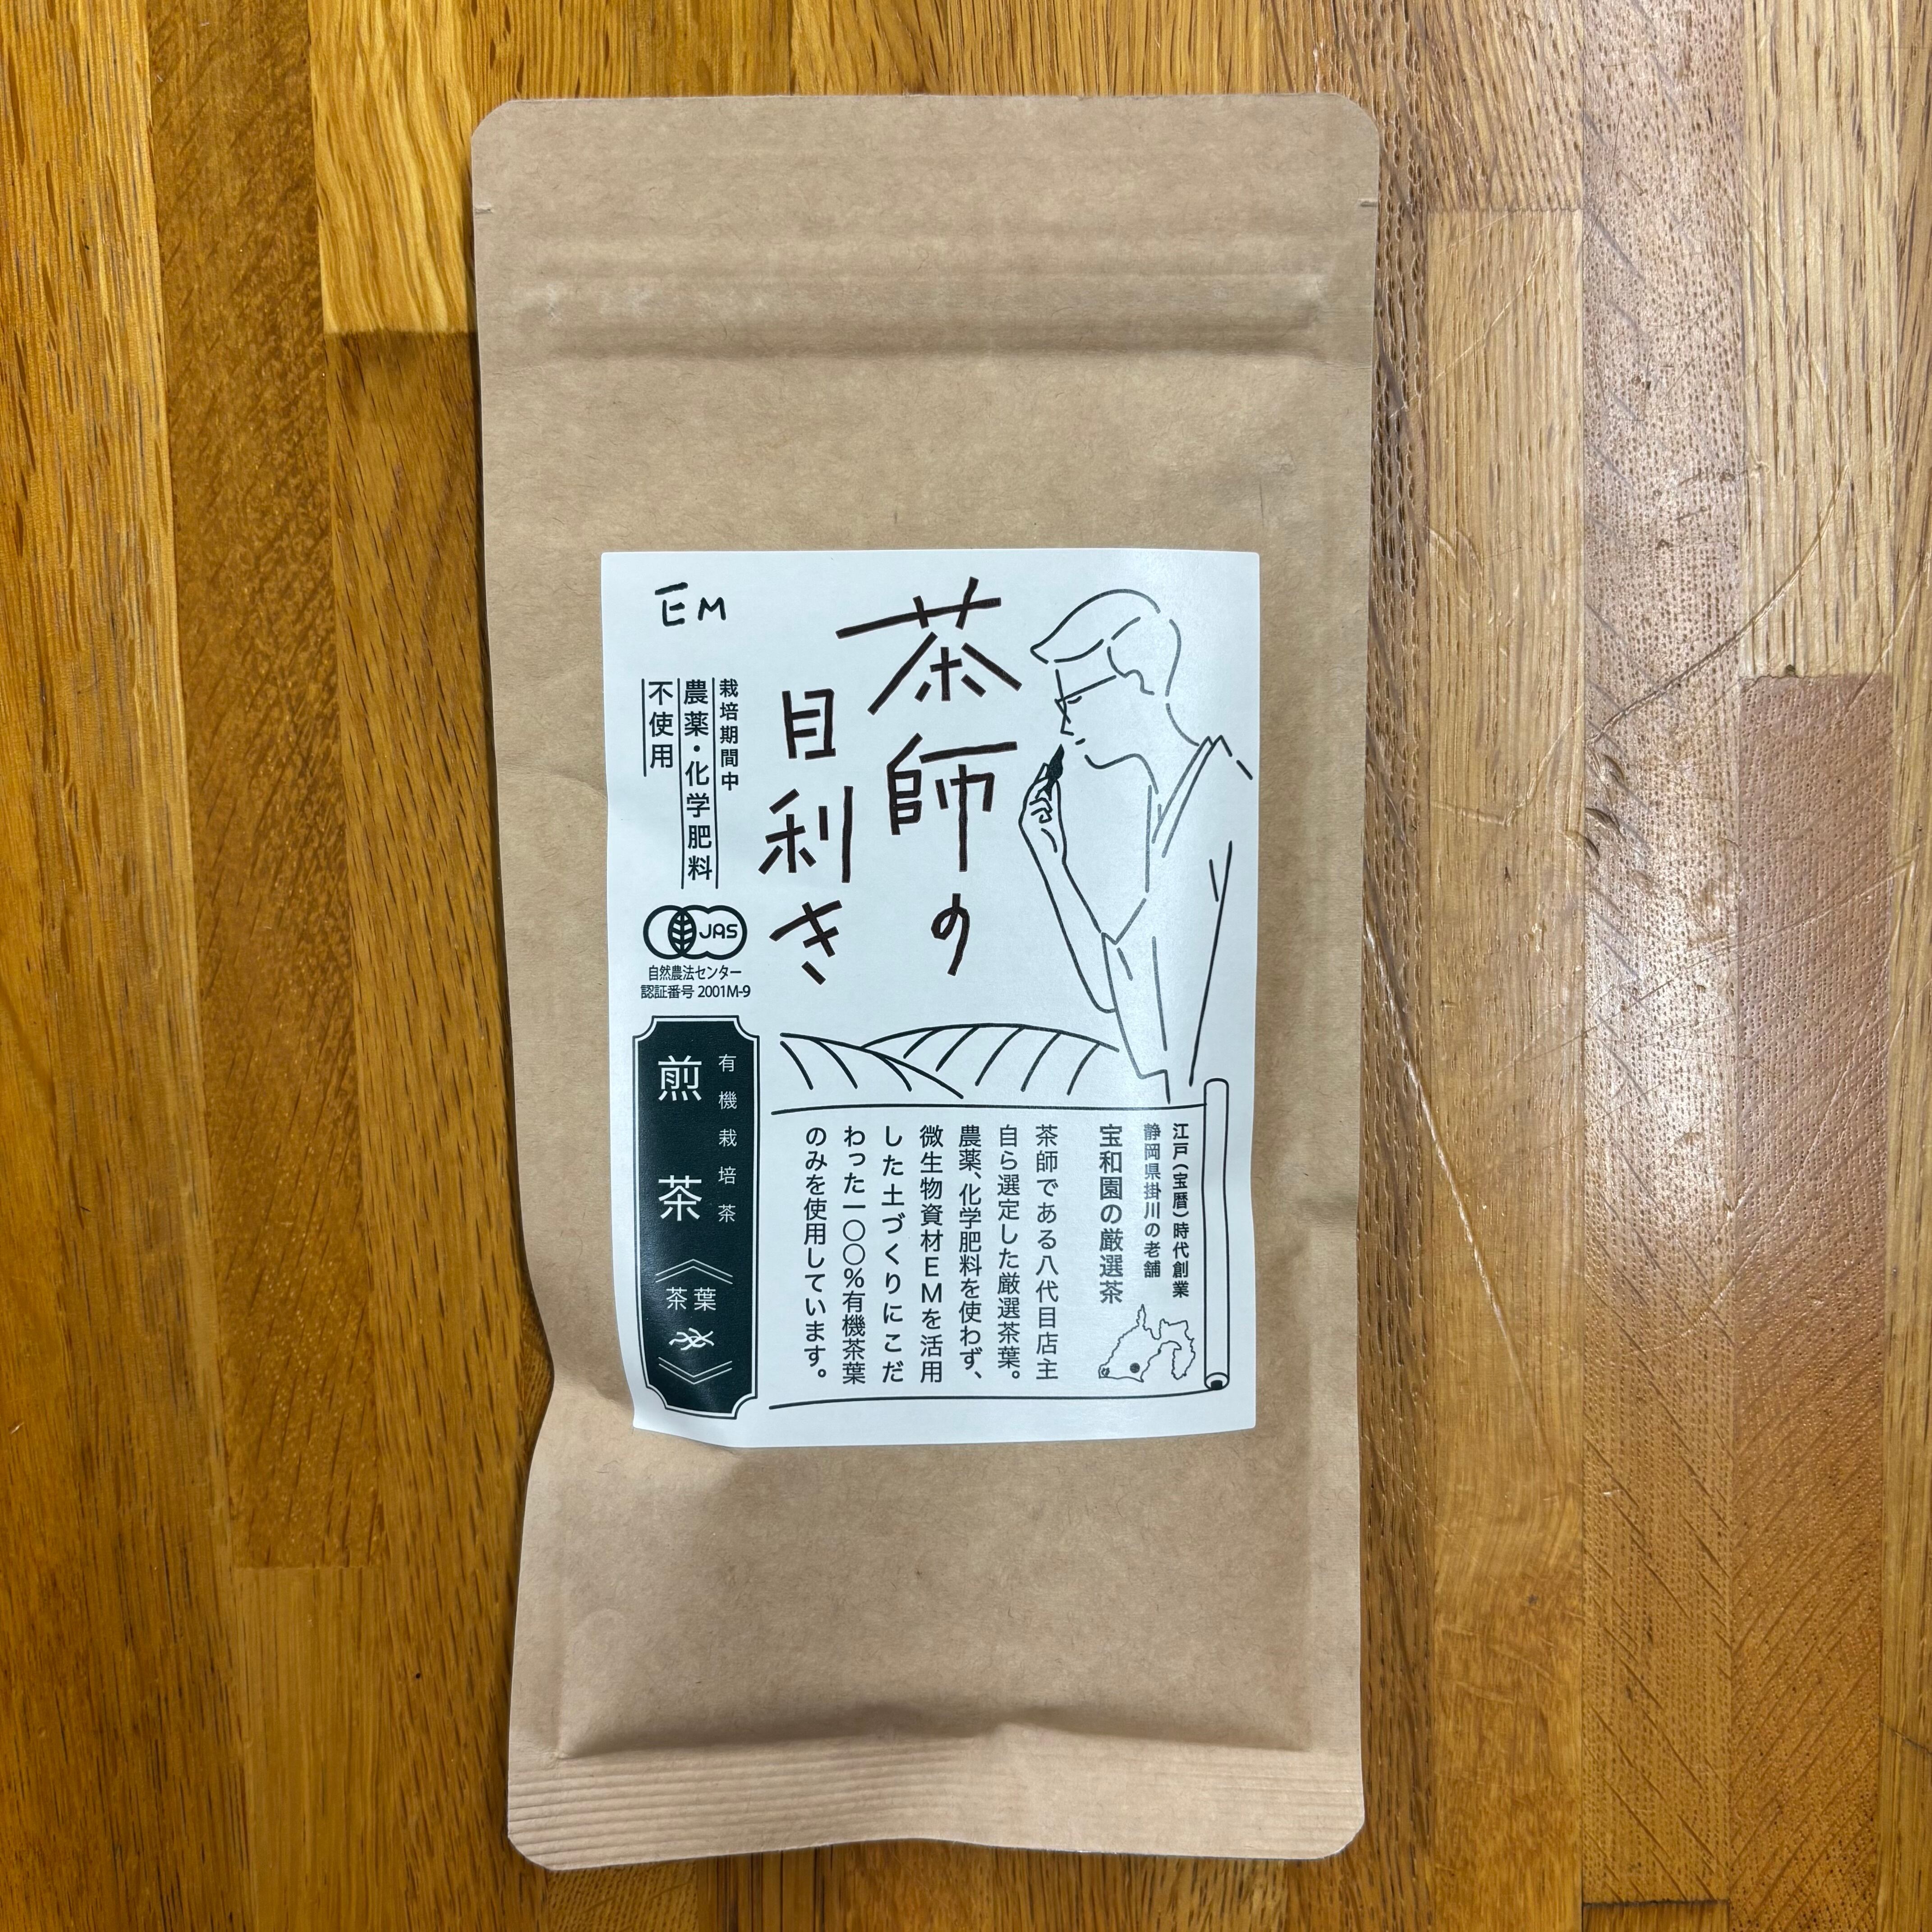 EM
茶師の
目利き
栽培期間中
農薬・化学肥料
不使用
JAS
自然農法センター
認証番号 2001M-9
有機栽培茶
煎茶
茶葉
江戸(宝暦)時代創業
静岡県掛川の老舗
宝和園の厳選茶
茶師である八代目店主
自ら選定した厳選茶葉。
農薬、化学肥料を使わず、
微生物資材EMを活用
した土づくりにこだ
わった一〇〇%有機茶葉
のみを使用しています。